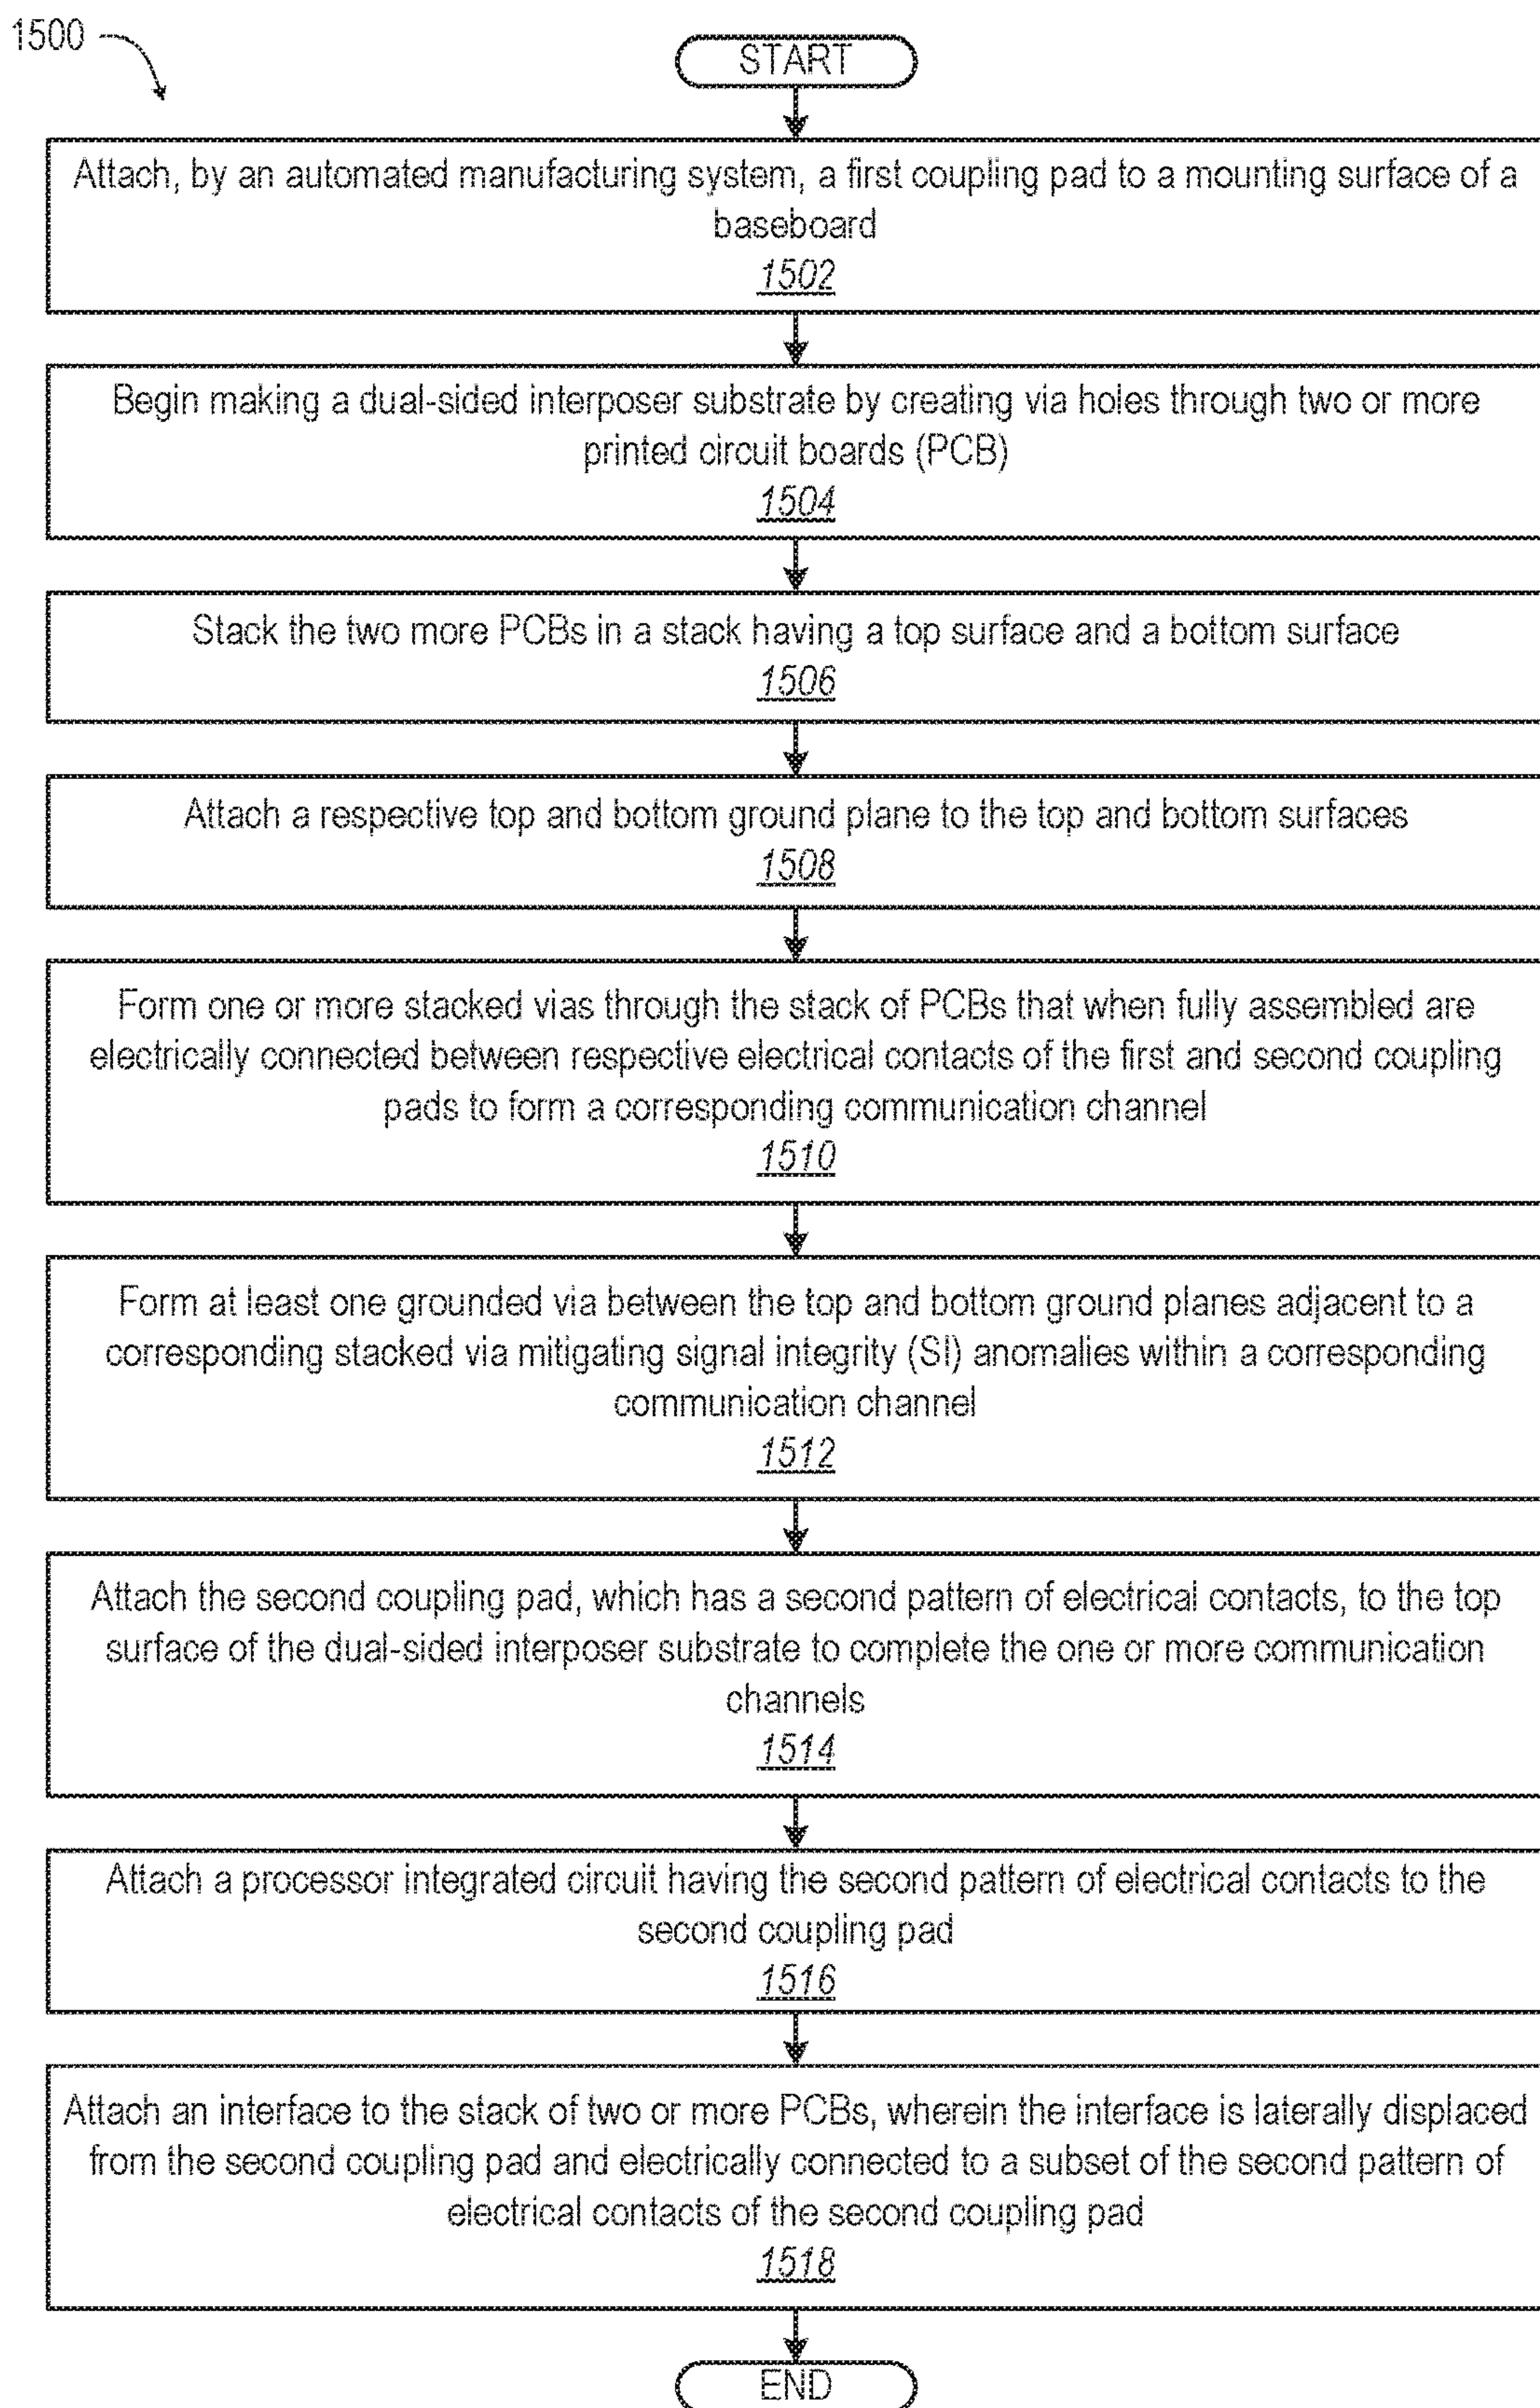 1500
START
Attach, by an automated manufacturing system, a first coupling pad to a mounting surface of a
baseboard
1502
Begin making a dual-sided interposer substrate by creating via holes through two or more
printed circuit boards (PCB)
1504
Stack the two more PCBs in a stack having a top surface and a bottom surface
1506
Attach a respective top and bottom ground plane to the top and bottom surfaces
1508
Form one or more stacked vias through the stack of PCBs that when fully assembled are
electrically connected between respective electrical contacts of the first and second coupling
pads to form a corresponding communication channel
1510
Form at least one grounded via between the top and bottom ground planes adjacent to a
corresponding stacked via mitigating signal integrity (SI) anomalies within a corresponding
communication channel
1512
Attach the second coupling pad, which has a second pattern of electrical contacts, to the top
surface of the dual-sided interposer substrate to complete the one or more communication
channels
1514
Attach a processor integrated circuit having the second pattern of electrical contacts to the
second coupling pad
1516
Attach an interface to the stack of two or more PCBs, wherein the interface is laterally displaced
from the second coupling pad and electrically connected to a subset of the second pattern of
electrical contacts of the second coupling pad
1518
END